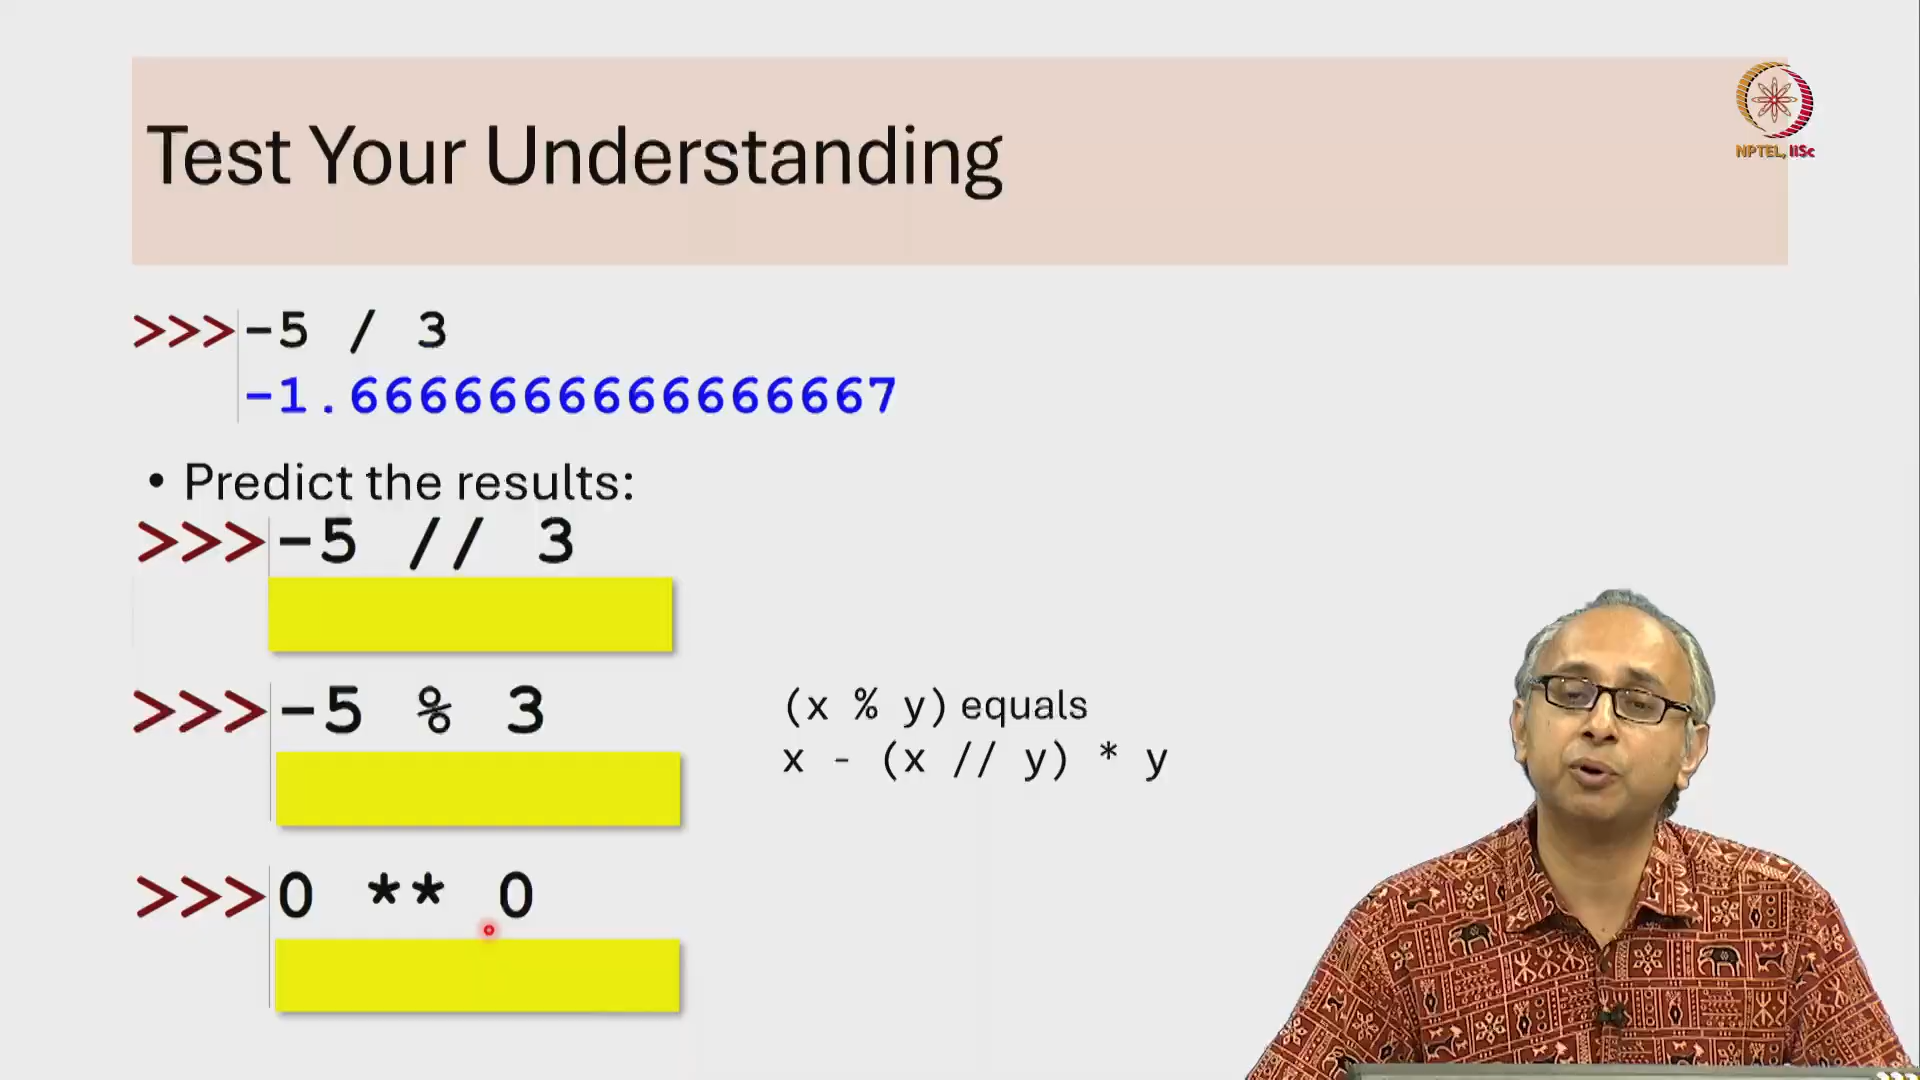 Test Your Understanding
NPTEL, IISc
>>> -5 / 3
-1.6666666666666667
• Predict the results:
>>> -5 // 3
>>> -5 % 3
(x % y) equals
x - (x // y) * y
>>> 0 ** 0